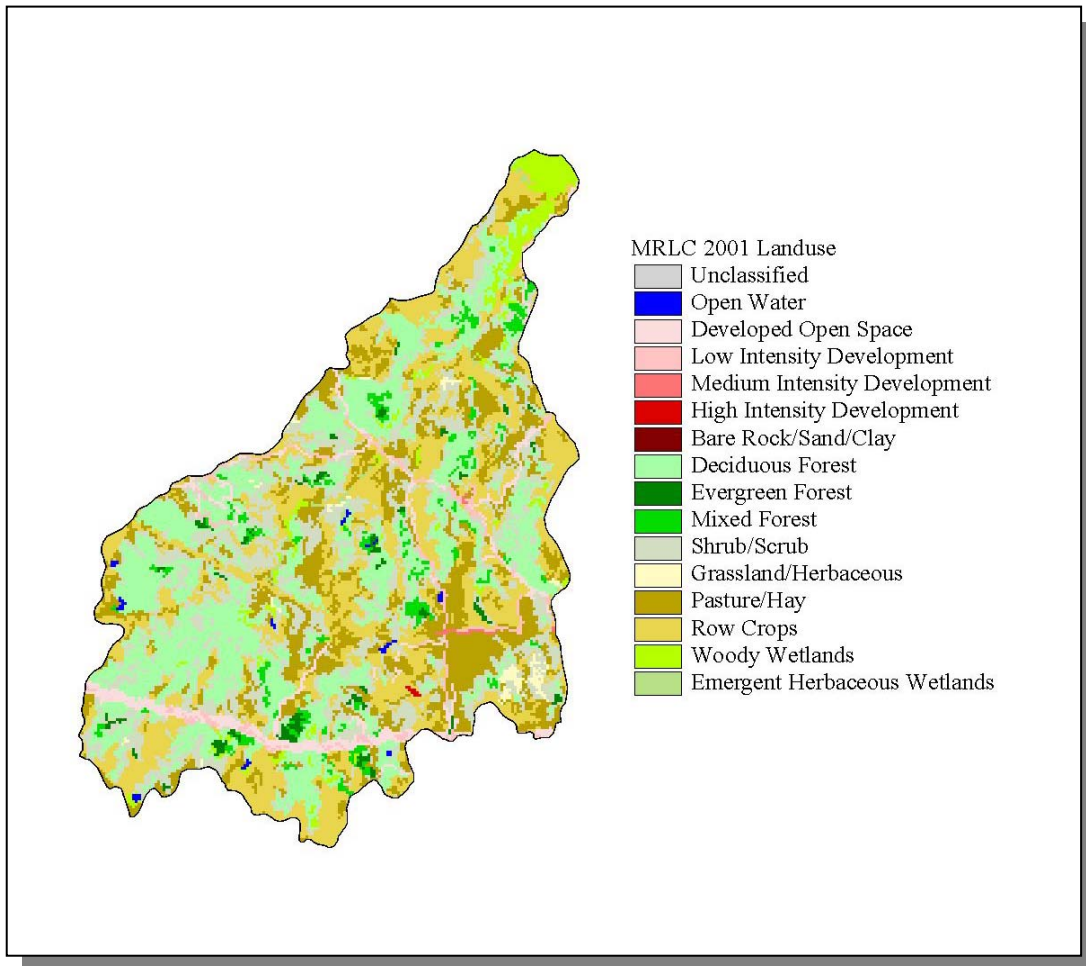 MRLC 2001 Landuse
Unclassified
Open Water
Developed Open Space
Low Intensity Development
Medium Intensity Development
High Intensity Development
Bare Rock/Sand/Clay
Deciduous Forest
Evergreen Forest
Mixed Forest
Shrub/Scrub
Grassland/Herbaceous
Pasture/Hay
Row Crops
Woody Wetlands
Emergent Herbaceous Wetlands